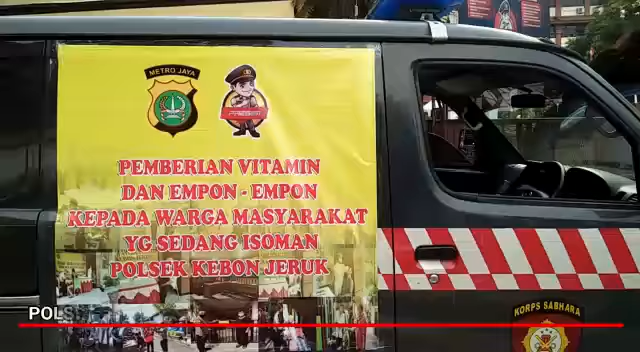 METRO JAYA
PEMBERIAN VITAMIN
DAN EMPON - EMPON
KEPADA WARGA MASYARAKAT
YG SEDANG ISOMAN
POLSEK KEBON JERUK
KORPS SABHARA
POLS